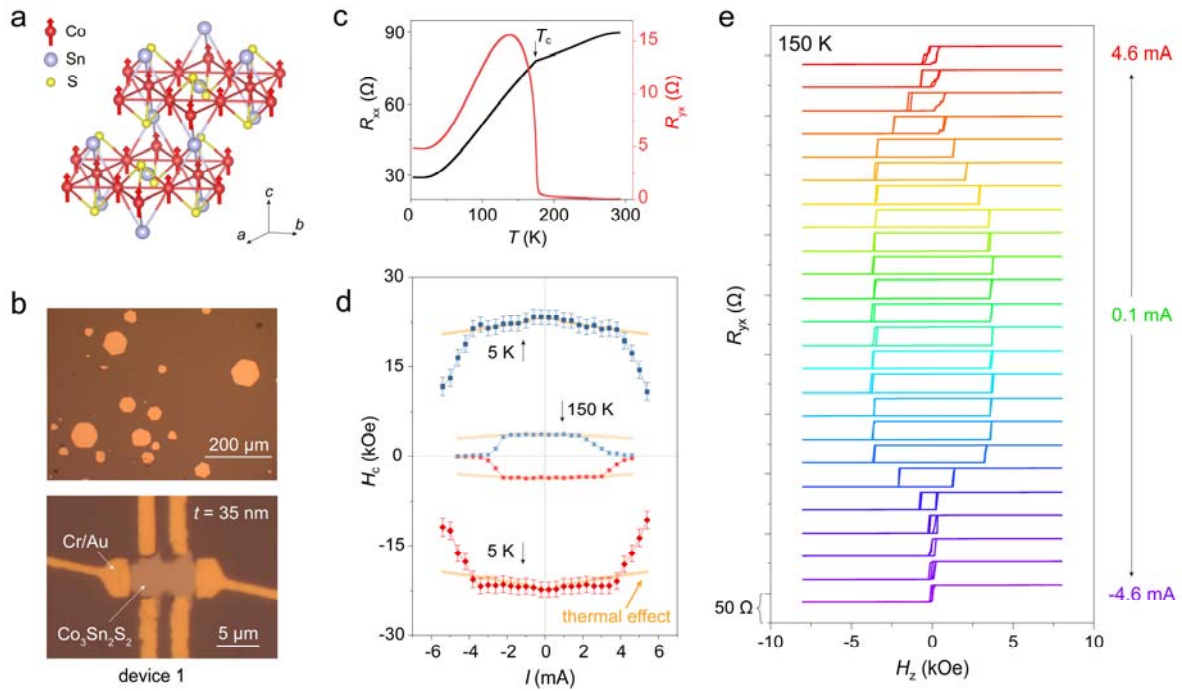 a
Co
Sn
S
c
a
b
b
200 μm
t = 35 nm
Cr/Au
Co3Sn2S2
5 μm
device 1
c
90
60
30
Rxx (Ω)
Tc
15
10
5
0
Ryx (Ω)
0
100
200
300
T (K)
d
30
15
0
-15
-30
Hc (kOe)
5 K
150 K
5 K
thermal effect
-6
-4
-2
0
2
4
6
I (mA)
e
150 K
4.6 mA
0.1 mA
-4.6 mA
Ryx (Ω)
50 Ω
-10
-5
0
5
10
Hz (kOe)